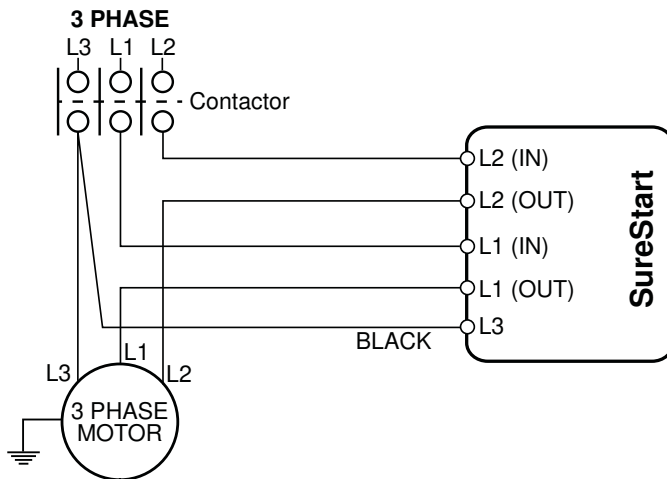 3 PHASE
L3 L1 L2
Contactor
L2 (IN)
L2 (OUT)
L1 (IN)
L1 (OUT)
L3
SureStart
BLACK
L3 L1 L2
3 PHASE
MOTOR